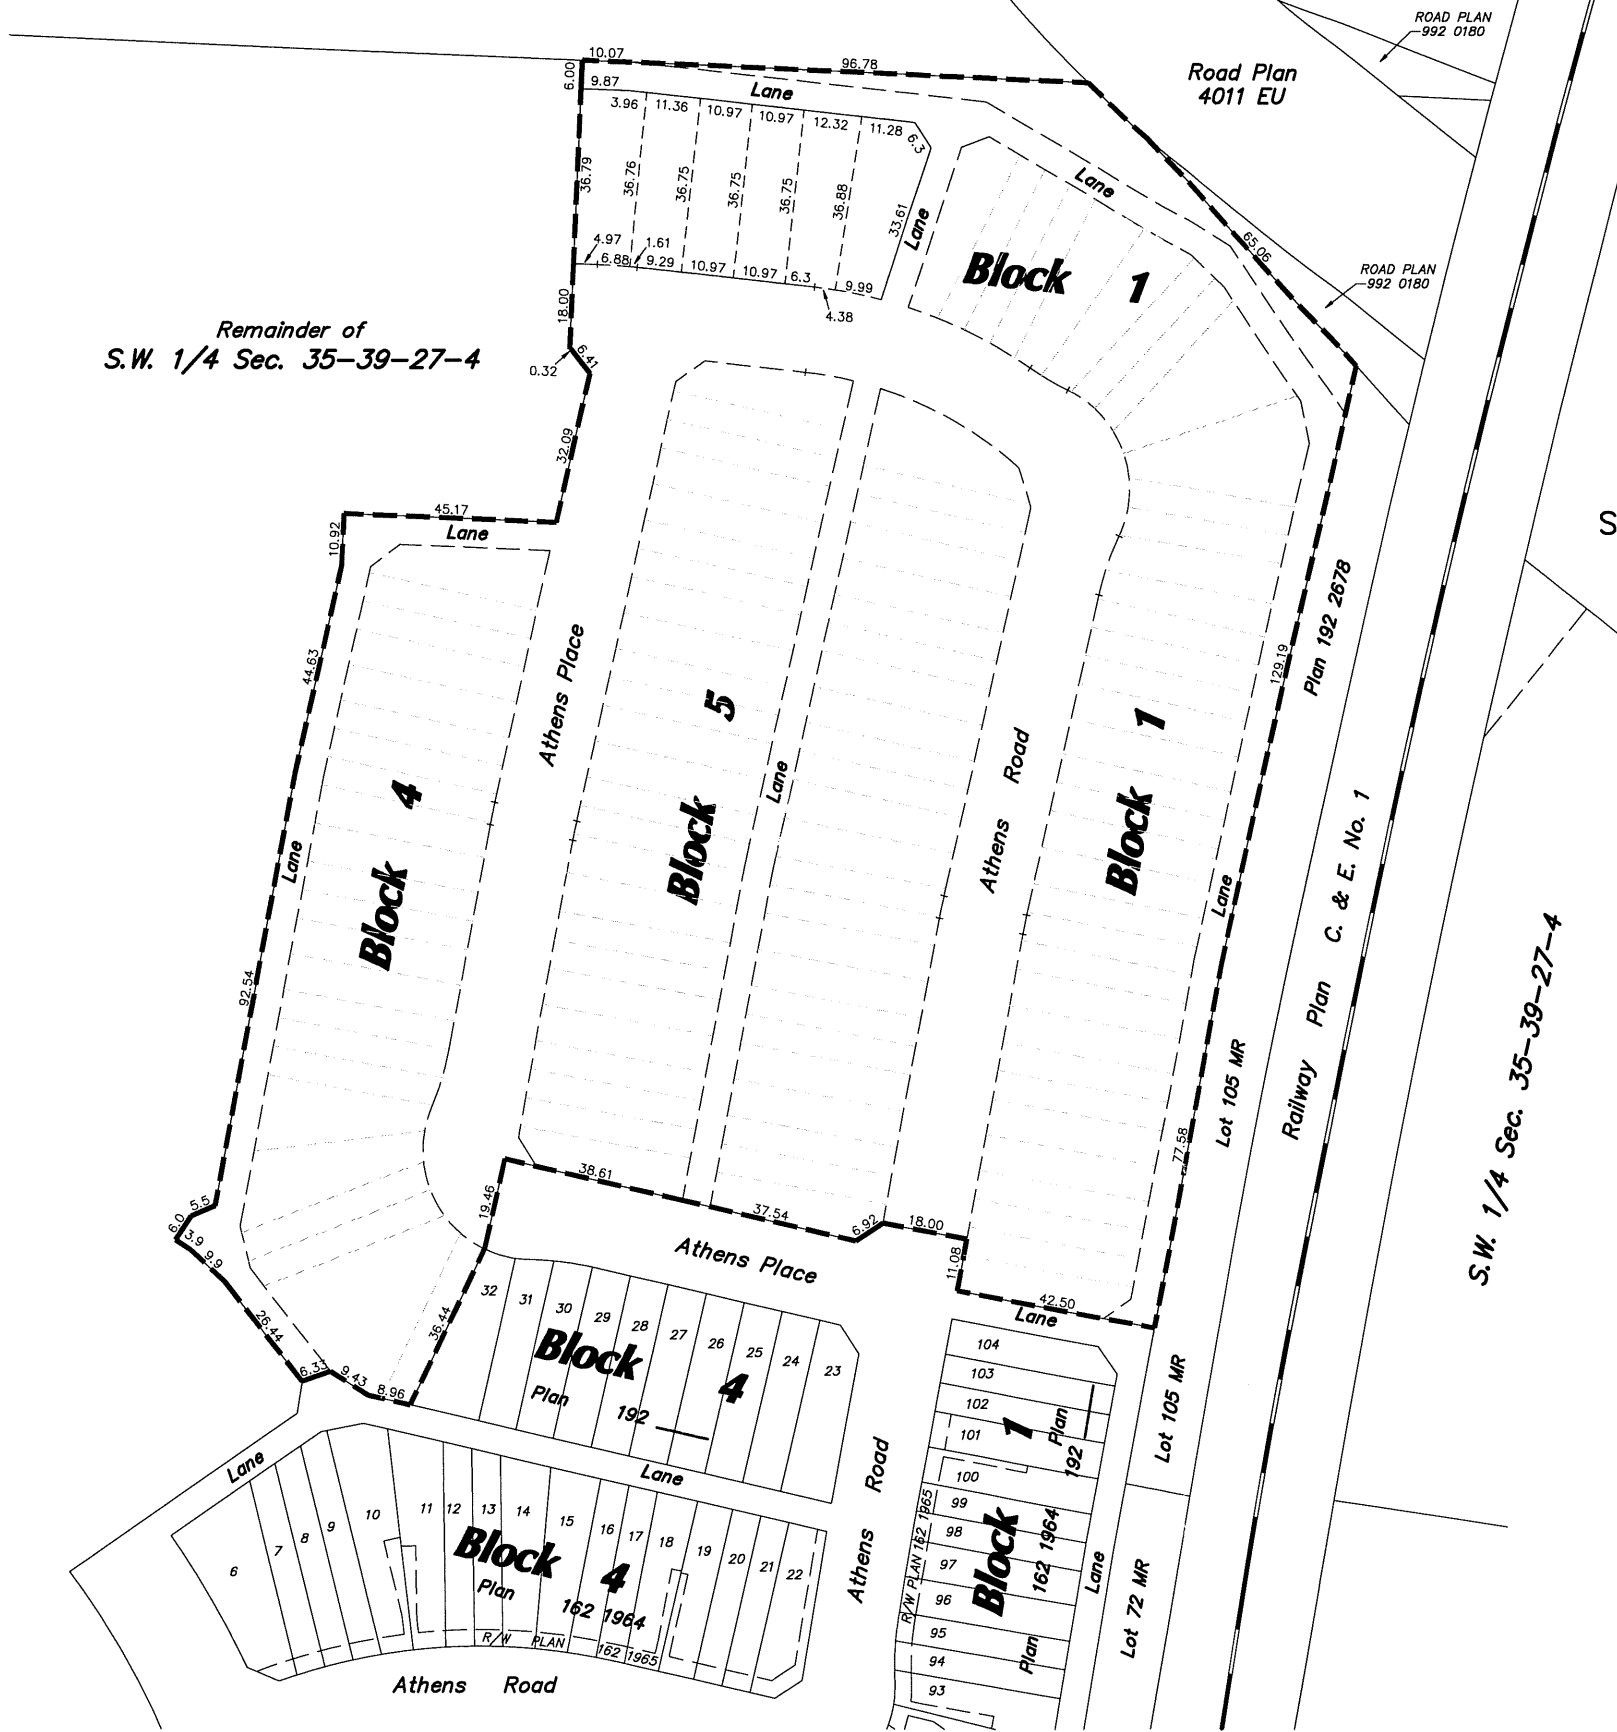 ROAD PLAN
992 0180
Road Plan
4011 EU
10.07
96.78
6.00
9.87
Lane
3.96
11.36
10.97
10.97
12.32
11.28
6.3
36.79
36.76
36.75
36.75
36.75
36.88
33.61
Lane
Lane
4.97
6.88
1.61
9.29
10.97
10.97
6.3
9.99
4.38
18.00
Block 1
65.06
ROAD PLAN
992 0180
Remainder of
S.W. 1/4 Sec. 35-39-27-4
0.32
6.41
32.09
45.17
Lane
10.92
S
44.63
Athens Place
Block 5
Lane
Athens Road
Block 1
129.19
Plan 192 2678
Block 4
Lane
Lane
Railway Plan C. & E. No. 1
S.W. 1/4 Sec. 35-39-27-4
92.54
Lot 105 MR
77.58
5.5
6.0
3.9
9.9
26.44
6.33
9.43
8.96
36.44
19.46
38.61
37.54
6.92
18.00
11.08
42.50
Lane
Athens Place
32
31
30
29
28
27
26
25
24
23
Block 4
Plan
192
104
103
102
101
100
99
98
97
96
95
94
93
1
Plan
192
Block
162 1964
Plan
R/W PLAN 162 1965
Lot 105 MR
Lane
Lot 72 MR
Lane
Lane
Athens Road
6
7
8
9
10
11
12
13
14
15
16
17
18
19
20
21
22
Block 4
Plan
162 1964
R/W PLAN
162 1965
Athens Road